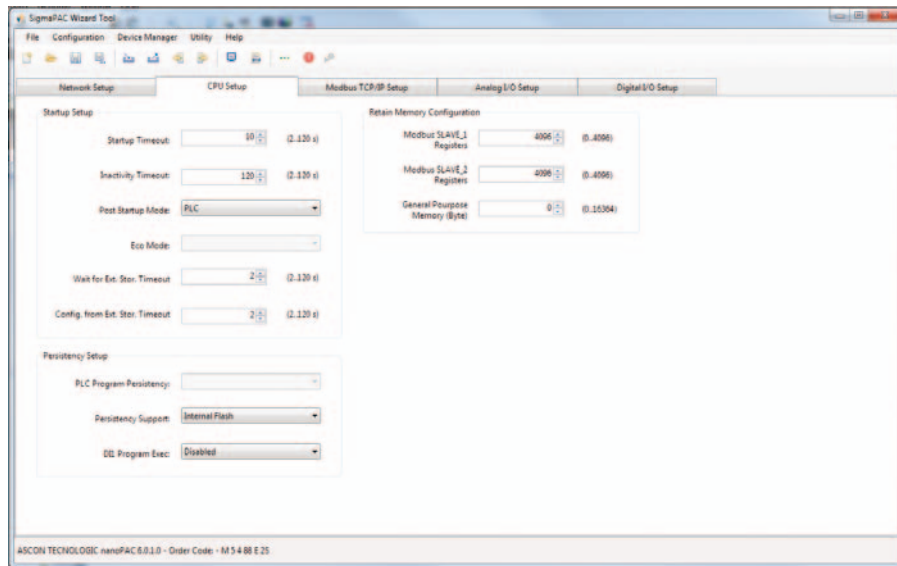 SigmaPAC Wizard Tool
File Configuration Device Manager Utility Help
Network Setup CPU Setup Modbus TCP/IP Setup Analog I/O Setup Digital I/O Setup
Startup Setup
Startup Timeout: 10 (2..120 s)
Inactivity Timeout: 120 (2..120 s)
Post Startup Mode: PLC
Eco Mode:
Wait for Ext. Stor. Timeout 2 (2..120 s)
Config. from Ext. Stor. Timeout 2 (2..120 s)
Persistency Setup
PLC Program Persistency:
Persistency Support: Internal Flash
DI1 Program Exec: Disabled
Retain Memory Configuration
Modbus SLAVE_1
Registers 4096 (0..4096)
Modbus SLAVE_2
Registers 4096 (0..4096)
General Pourpose
Memory (Byte) 0 (0..16364)
ASCON TECNOLOGIC nanoPAC 6.0.1.0 - Order Code: - M 5 4 88 E 2S